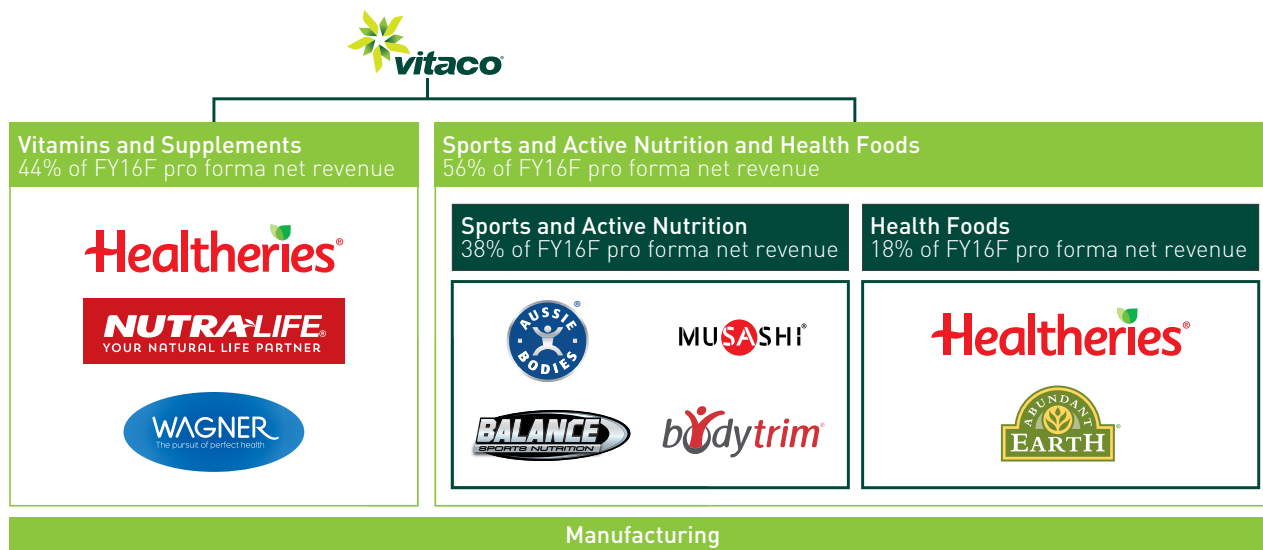 vitaco®
Vitamins and Supplements
44% of FY16F pro forma net revenue
Healtheries®
NUTRA-LIFE®
YOUR NATURAL LIFE PARTNER
WAGNER
The pursuit of perfect health
Sports and Active Nutrition and Health Foods
56% of FY16F pro forma net revenue
Sports and Active Nutrition
38% of FY16F pro forma net revenue
AUSSIE
BODIES
®
MUSASHI®
BALANCE
SPORTS NUTRITION
bodytrim®
Health Foods
18% of FY16F pro forma net revenue
Healtheries®
ABUNDANT
EARTH®
Manufacturing